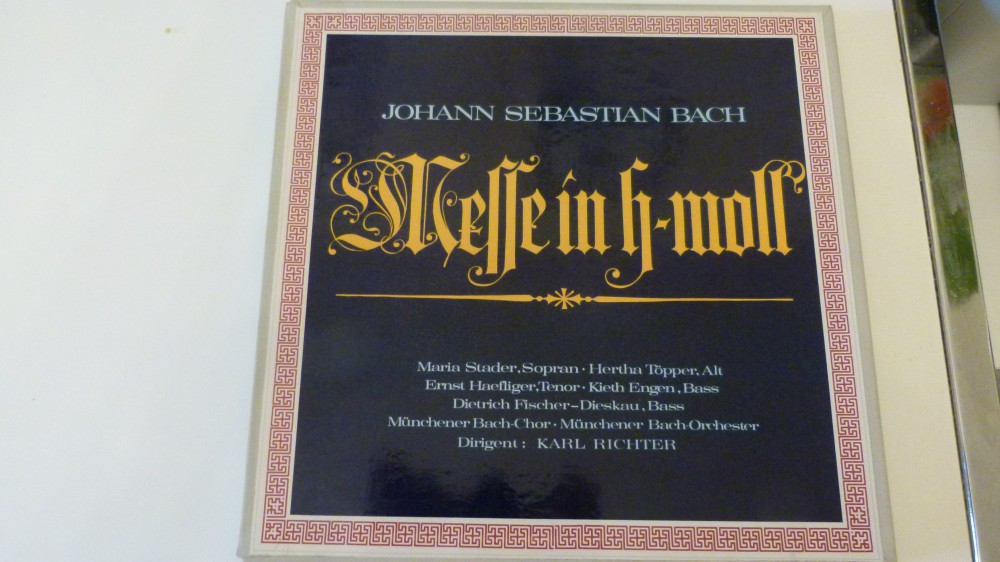 JOHANN SEBASTIAN BACH
Messe in h-moll
Maria Stader, Sopran · Hertha Töpper, Alt
Ernst Haefliger, Tenor · Kieth Engen, Bass
Dietrich Fischer-Dieskau, Bass
Münchener Bach-Chor · Münchener Bach-Orchester
Dirigent: KARL RICHTER